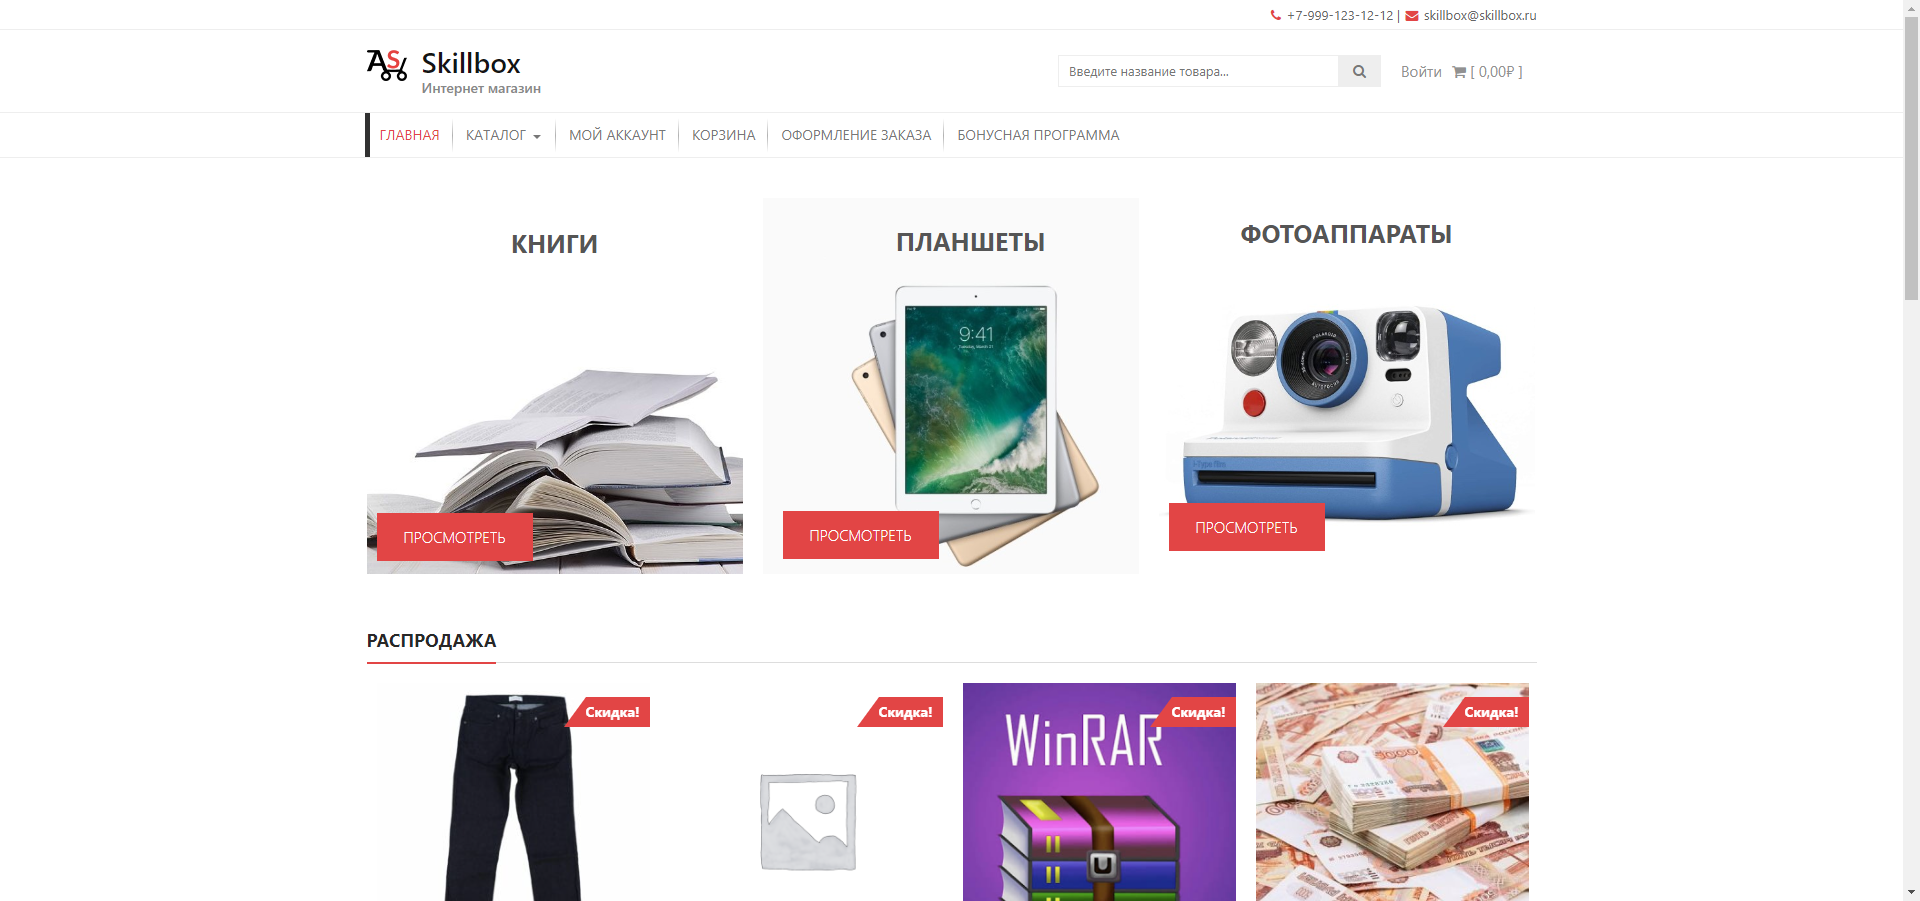 +7-999-123-12-12 | skillbox@skillbox.ru
Skillbox
Интернет магазин
Введите название товара...
Войти [ 0,00₽ ]
ГЛАВНАЯ
КАТАЛОГ
МОЙ АККАУНТ
КОРЗИНА
ОФОРМЛЕНИЕ ЗАКАЗА
БОНУСНАЯ ПРОГРАММА
КНИГИ
ПЛАНШЕТЫ
ФОТОАППАРАТЫ
9:41
ПРОСМОТРЕТЬ
ПРОСМОТРЕТЬ
ПРОСМОТРЕТЬ
РАСПРОДАЖА
Скидка!
Скидка!
Скидка!
Скидка!
WinRAR